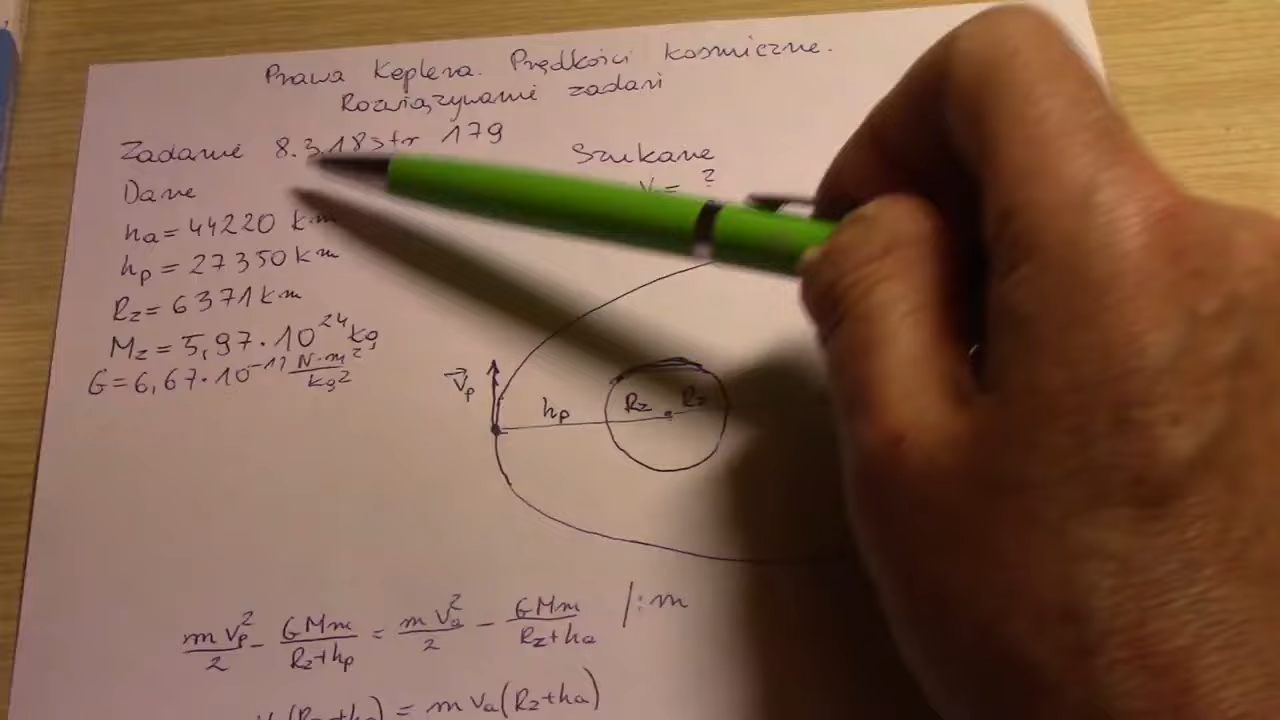 Prawa Keplera. Prędkości kosmiczne.
Rozwiązywanie zadań
Zadanie 8.3.18 str 179
Dane
Szukane
V = ?
ha = 44220 km
hp = 27350 km
Rz = 6371 km
Mz = 5,97 · 10^24 kg
G = 6,67 · 10^-11 N·m²/kg²
Vp
hp
Rz
Rz
mVp²/2 - GMm/(Rz+hp) = mVa²/2 - GMm/(Rz+ha) /:m
= mVa(Rz+ha)